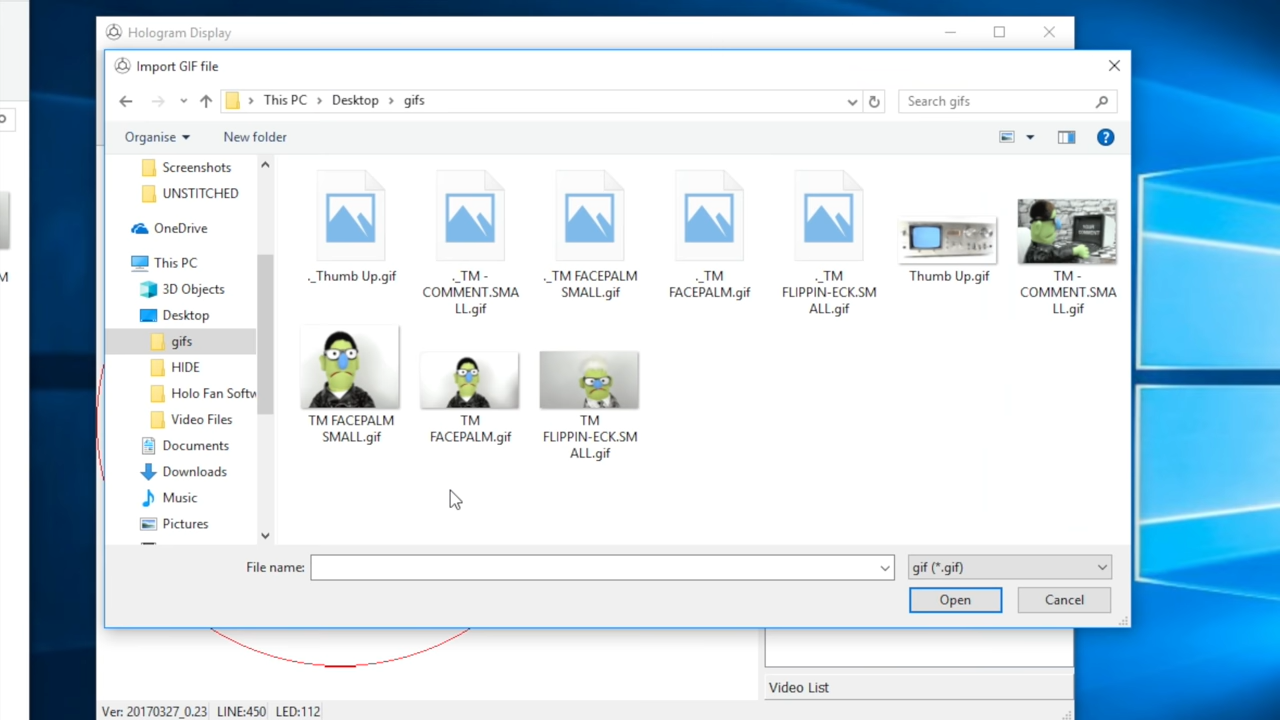 Hologram Display
Import GIF file
This PC
Desktop
gifs
Search gifs
Organise
New folder
Screenshots
UNSTITCHED
OneDrive
This PC
3D Objects
Desktop
gifs
HIDE
Holo Fan Softw
Video Files
Documents
Downloads
Music
Pictures
._Thumb Up.gif
._TM -
COMMENT.SMA
LL.gif
._TM FACEPALM
SMALL.gif
._TM
FACEPALM.gif
._TM
FLIPPIN-ECK.SM
ALL.gif
Thumb Up.gif
TM -
COMMENT.SMA
LL.gif
TM FACEPALM
SMALL.gif
TM
FACEPALM.gif
TM
FLIPPIN-ECK.SM
ALL.gif
File name:
gif (*.gif)
Open
Cancel
Video List
Ver: 20170327_0.23 LINE:450 LED:112